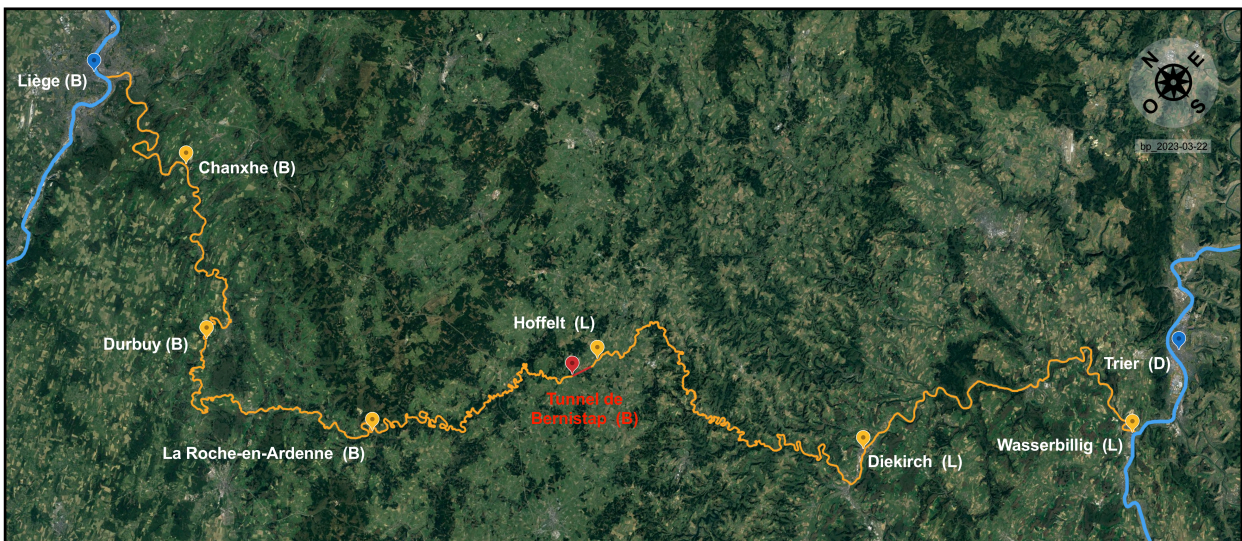 Liège (B)
N
E
O
S
bp_2023-03-22
Chanxhe (B)
Hoffelt (L)
Durbuy (B)
Trier (D)
Tunnel de
Bernistap (B)
La Roche-en-Ardenne (B)
Diekirch (L)
Wasserbillig (L)